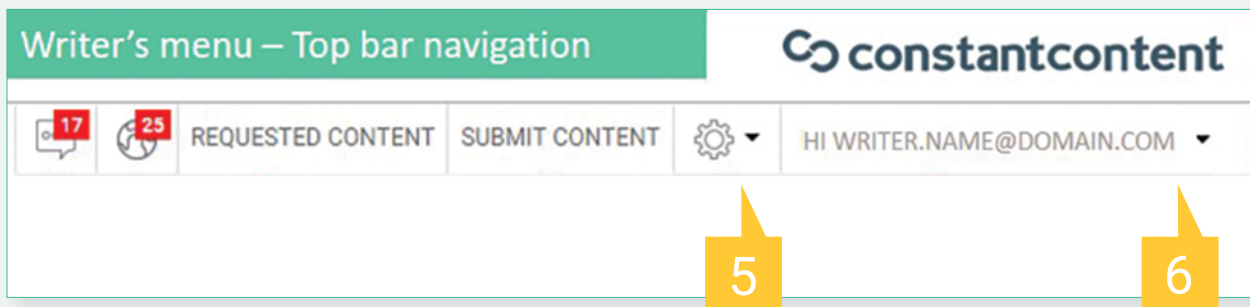 Writer's menu – Top bar navigation
constantcontent
17
25
REQUESTED CONTENT
SUBMIT CONTENT
HI WRITER.NAME@DOMAIN.COM
5
6